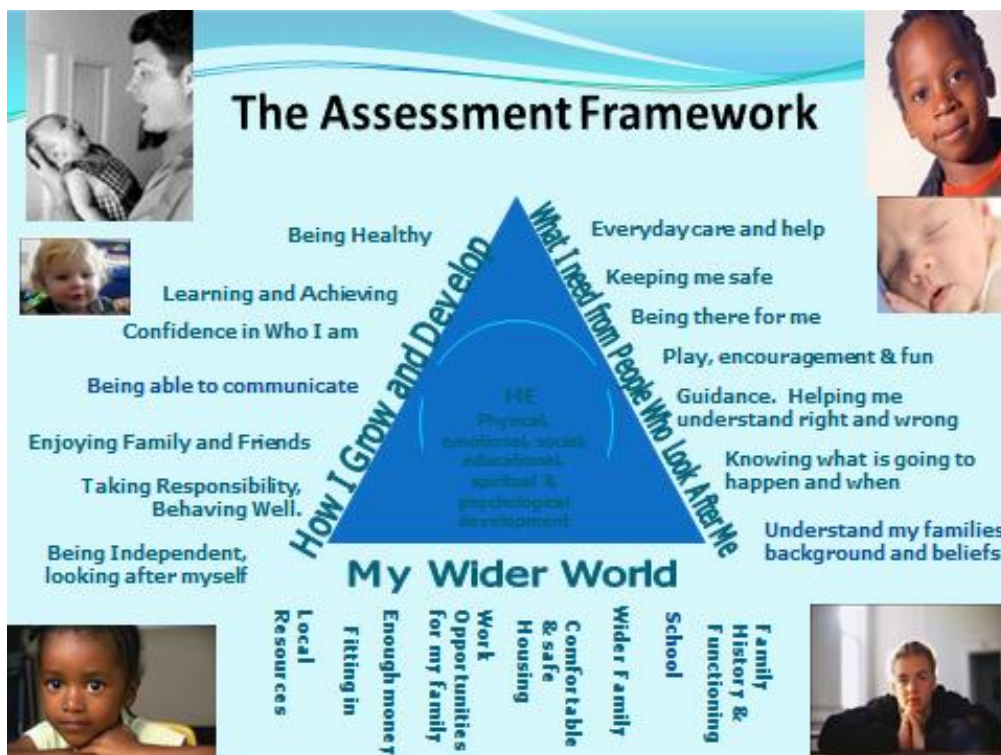 The Assessment Framework
Being Healthy
Learning and Achieving
Confidence in Who I am
Being able to communicate
Enjoying Family and Friends
Taking Responsibility,
Behaving Well.
Being Independent,
looking after myself
How I Grow and Develop
What I need from People Who Look After Me
Everyday care and help
Keeping me safe
Being there for me
Play, encouragement & fun
Guidance. Helping me
understand right and wrong
Knowing what is going to
happen and when
Understand my families
background and beliefs
ME
Physical,
emotional, social,
educational,
spiritual &
psychological
development
My Wider World
Local
Resources
Fitting in
Enough money
Work
Opportunities
for my family
Comfortable
& safe
Housing
Wider Family
School
Family
History &
Functioning